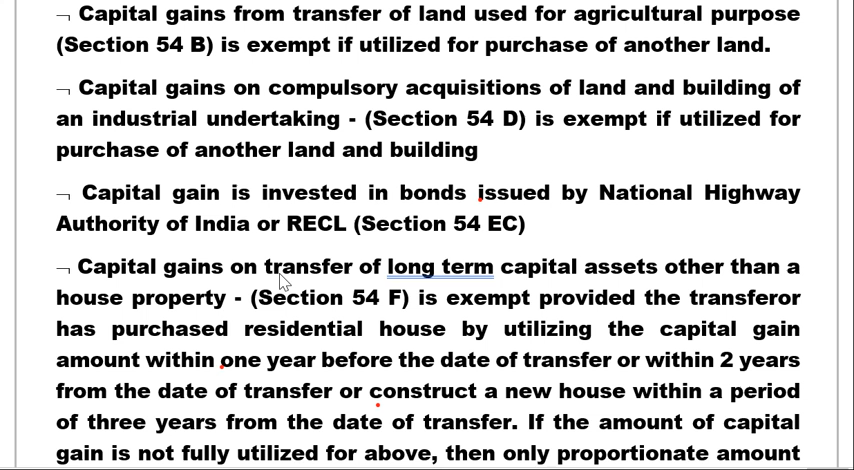 ¬ Capital gains from transfer of land used for agricultural purpose
(Section 54 B) is exempt if utilized for purchase of another land.
¬ Capital gains on compulsory acquisitions of land and building of
an industrial undertaking - (Section 54 D) is exempt if utilized for
purchase of another land and building
¬ Capital gain is invested in bonds issued by National Highway
Authority of India or RECL (Section 54 EC)
¬ Capital gains on transfer of long term capital assets other than a
house property - (Section 54 F) is exempt provided the transferor
has purchased residential house by utilizing the capital gain
amount within one year before the date of transfer or within 2 years
from the date of transfer or construct a new house within a period
of three years from the date of transfer. If the amount of capital
gain is not fully utilized for above, then only proportionate amount